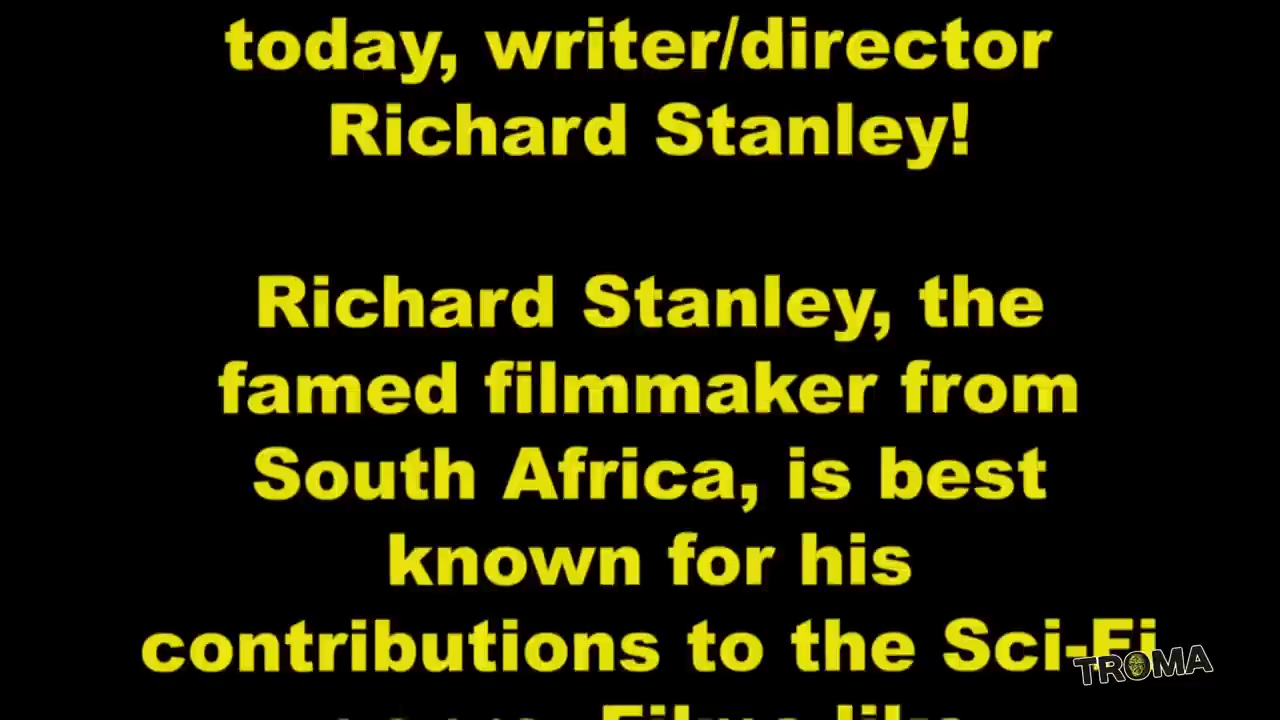 today, writer/director
Richard Stanley!
Richard Stanley, the
famed filmmaker from
South Africa, is best
known for his
contributions to the Sci-Fi
TROMA